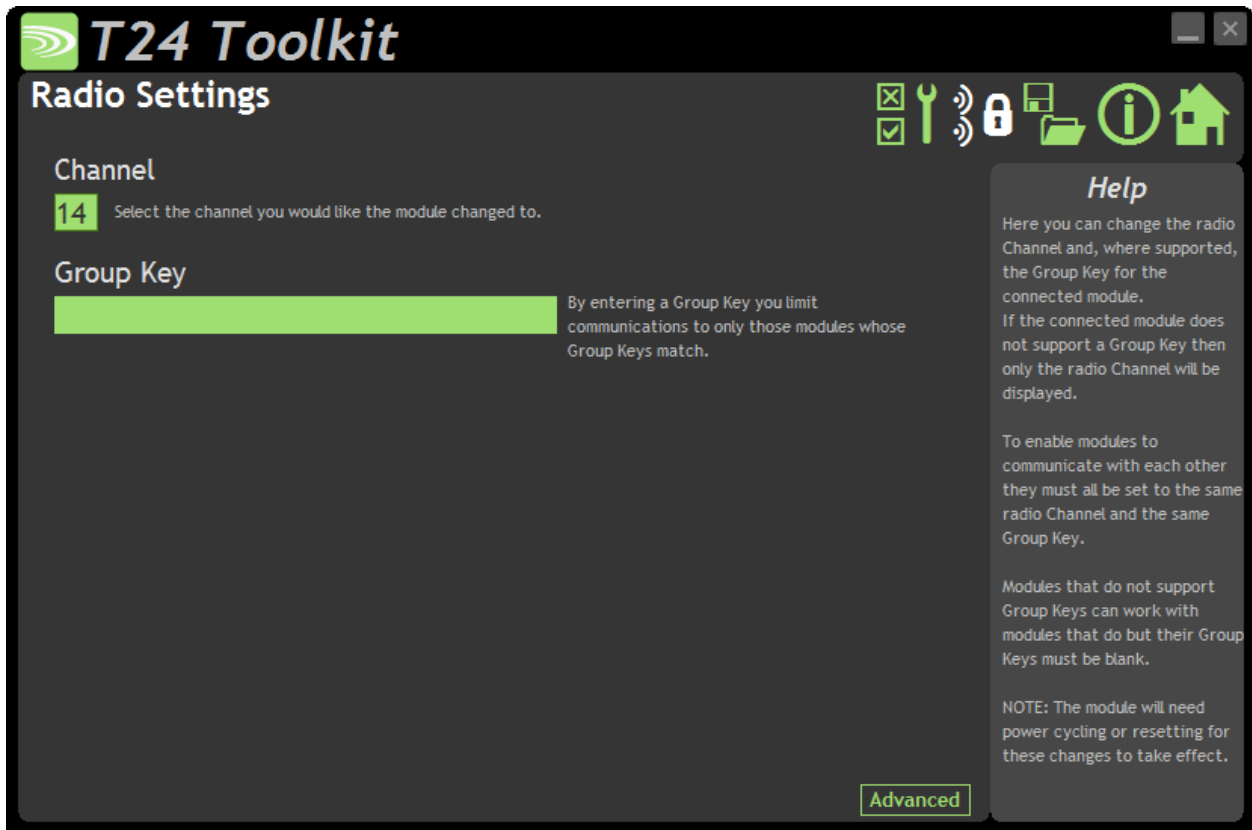 T24 Toolkit
Radio Settings
Channel
14
Select the channel you would like the module changed to.
Group Key
By entering a Group Key you limit
communications to only those modules whose
Group Keys match.
Advanced
Help
Here you can change the radio
Channel and, where supported,
the Group Key for the
connected module.
If the connected module does
not support a Group Key then
only the radio Channel will be
displayed.
To enable modules to
communicate with each other
they must all be set to the same
radio Channel and the same
Group Key.
Modules that do not support
Group Keys can work with
modules that do but their Group
Keys must be blank.
NOTE: The module will need
power cycling or resetting for
these changes to take effect.